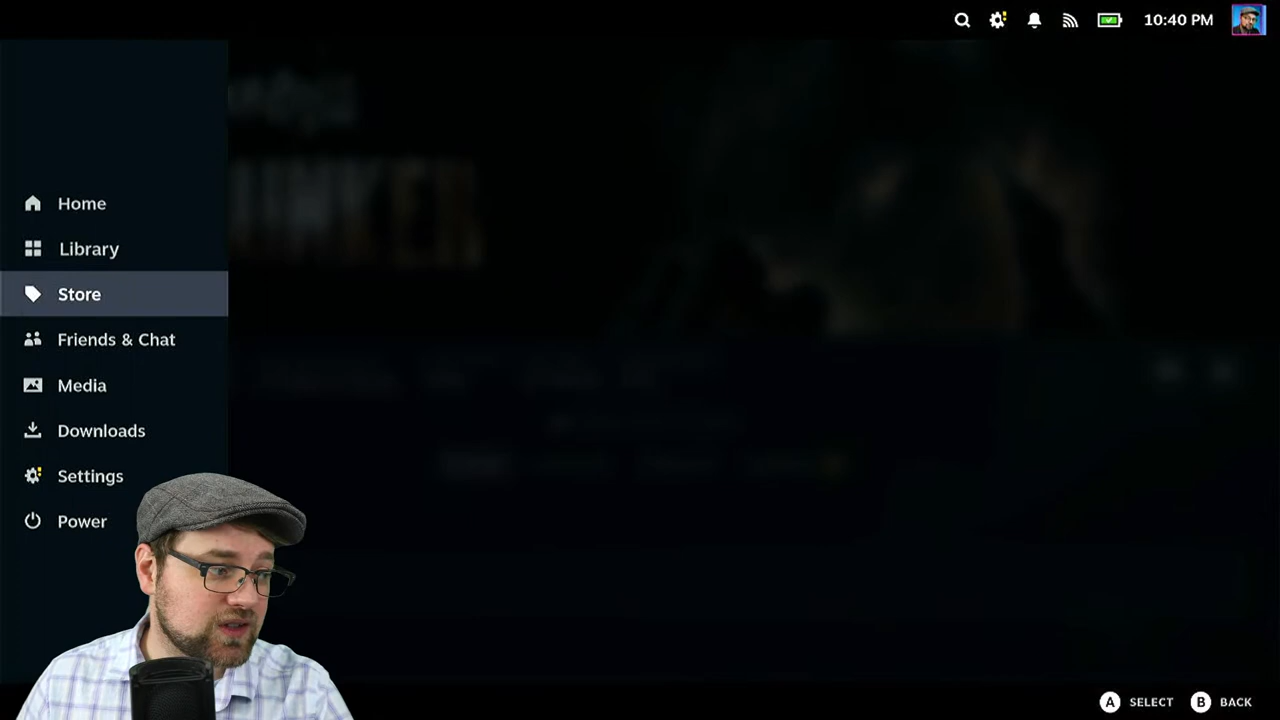 10:40 PM
Home
Library
Store
Friends & Chat
Media
Downloads
Settings
Power
A SELECT B BACK